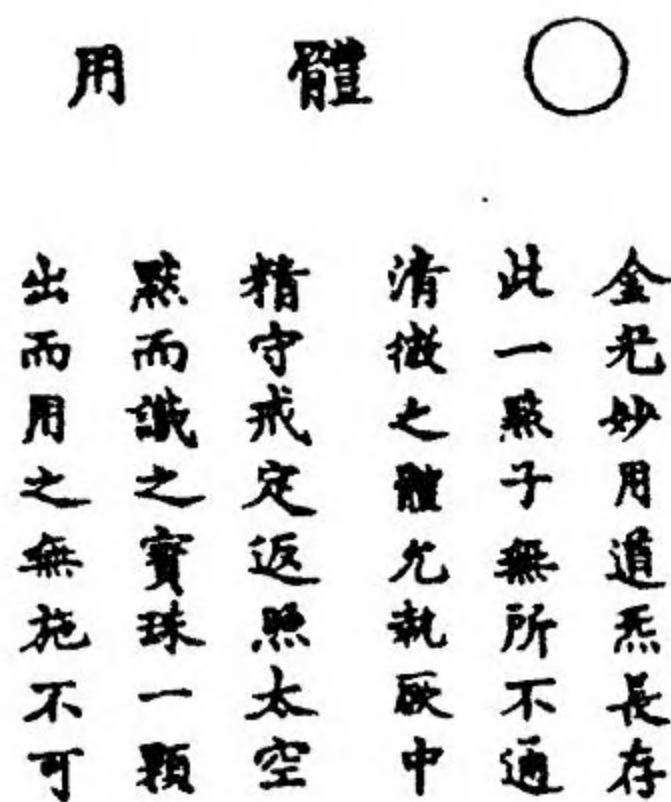 ○ 體 用
金光妙用道炁長存
此一點子無所不通
清微之體允執厥中
精守戒定返照太空
默而識之寶珠一顆
出而用之無施不可